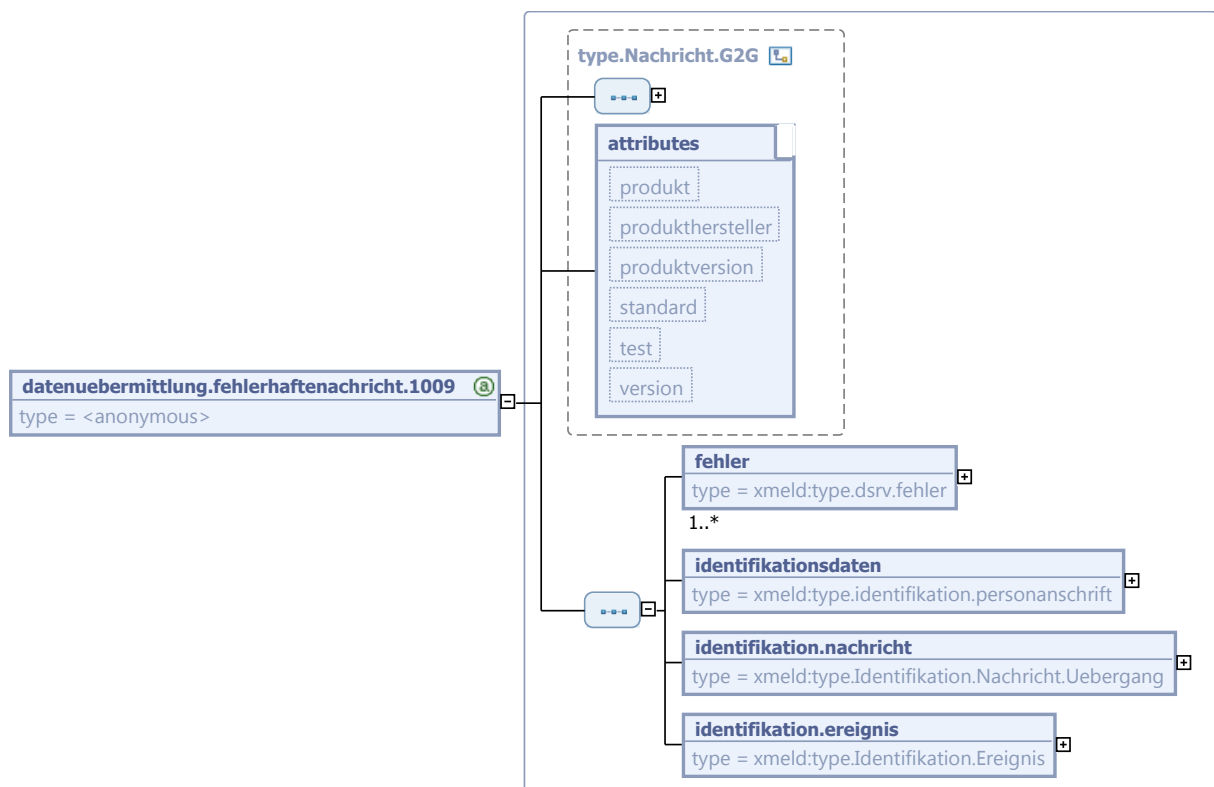 type.Nachricht.G2G
attributes
produkt
produkthersteller
produktversion
standard
test
version
datenuebermittlung.fehlerhaftenachricht.1009
type = <anonymous>
fehler
type = xmeld:type.dsrv.fehler
1..*
identifikationsdaten
type = xmeld:type.identifikation.personanschrift
identifikation.nachricht
type = xmeld:type.Identifikation.Nachricht.Uebergang
identifikation.ereignis
type = xmeld:type.Identifikation.Ereignis